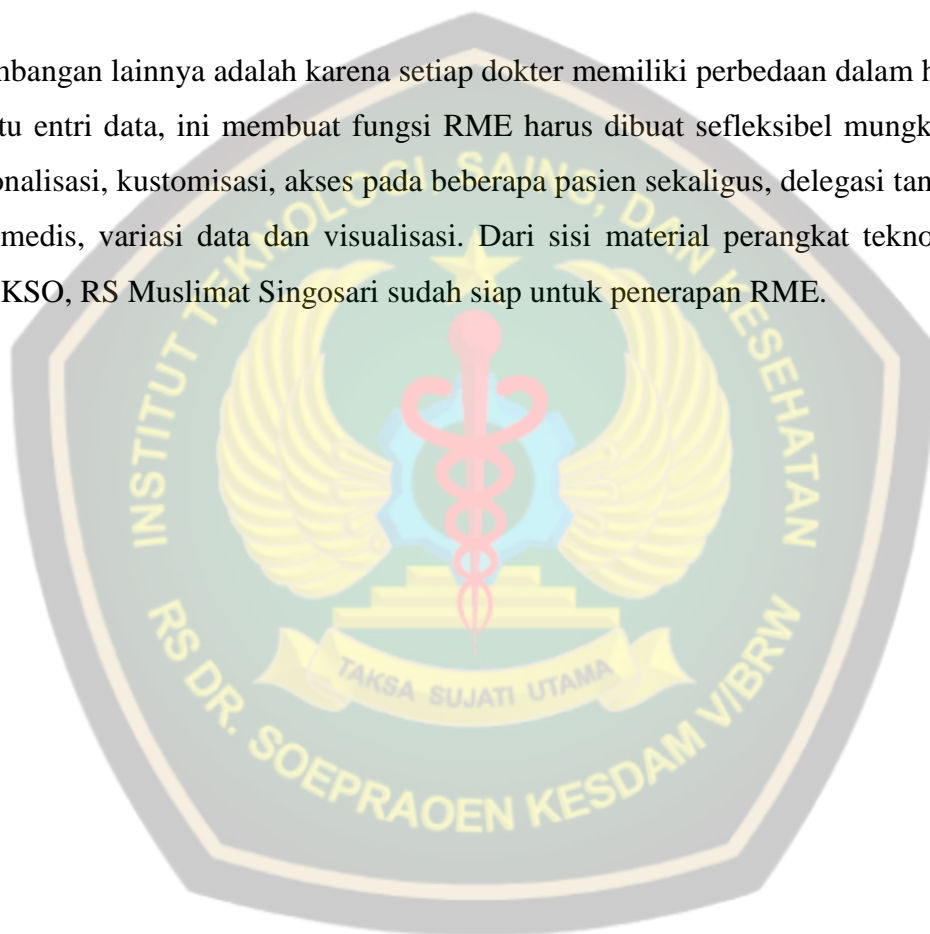 mbangan lainnya adalah karena setiap dokter memiliki perbedaan dalam h
tu entri data, ini membuat fungsi RME harus dibuat sefleksibel mungk
onalisasi, kustomisasi, akses pada beberapa pasien sekaligus, delegasi tan
medis, variasi data dan visualisasi. Dari sisi material perangkat tekno
KSO, RS Muslimat Singosari sudah siap untuk penerapan RME.
INSTITUT TEKNOLOGI, SAINS, DAN KESEHATAN
TAKSA SUJATI UTAMA
RS DR. SOEPRAOEN KESDAM V/BRW